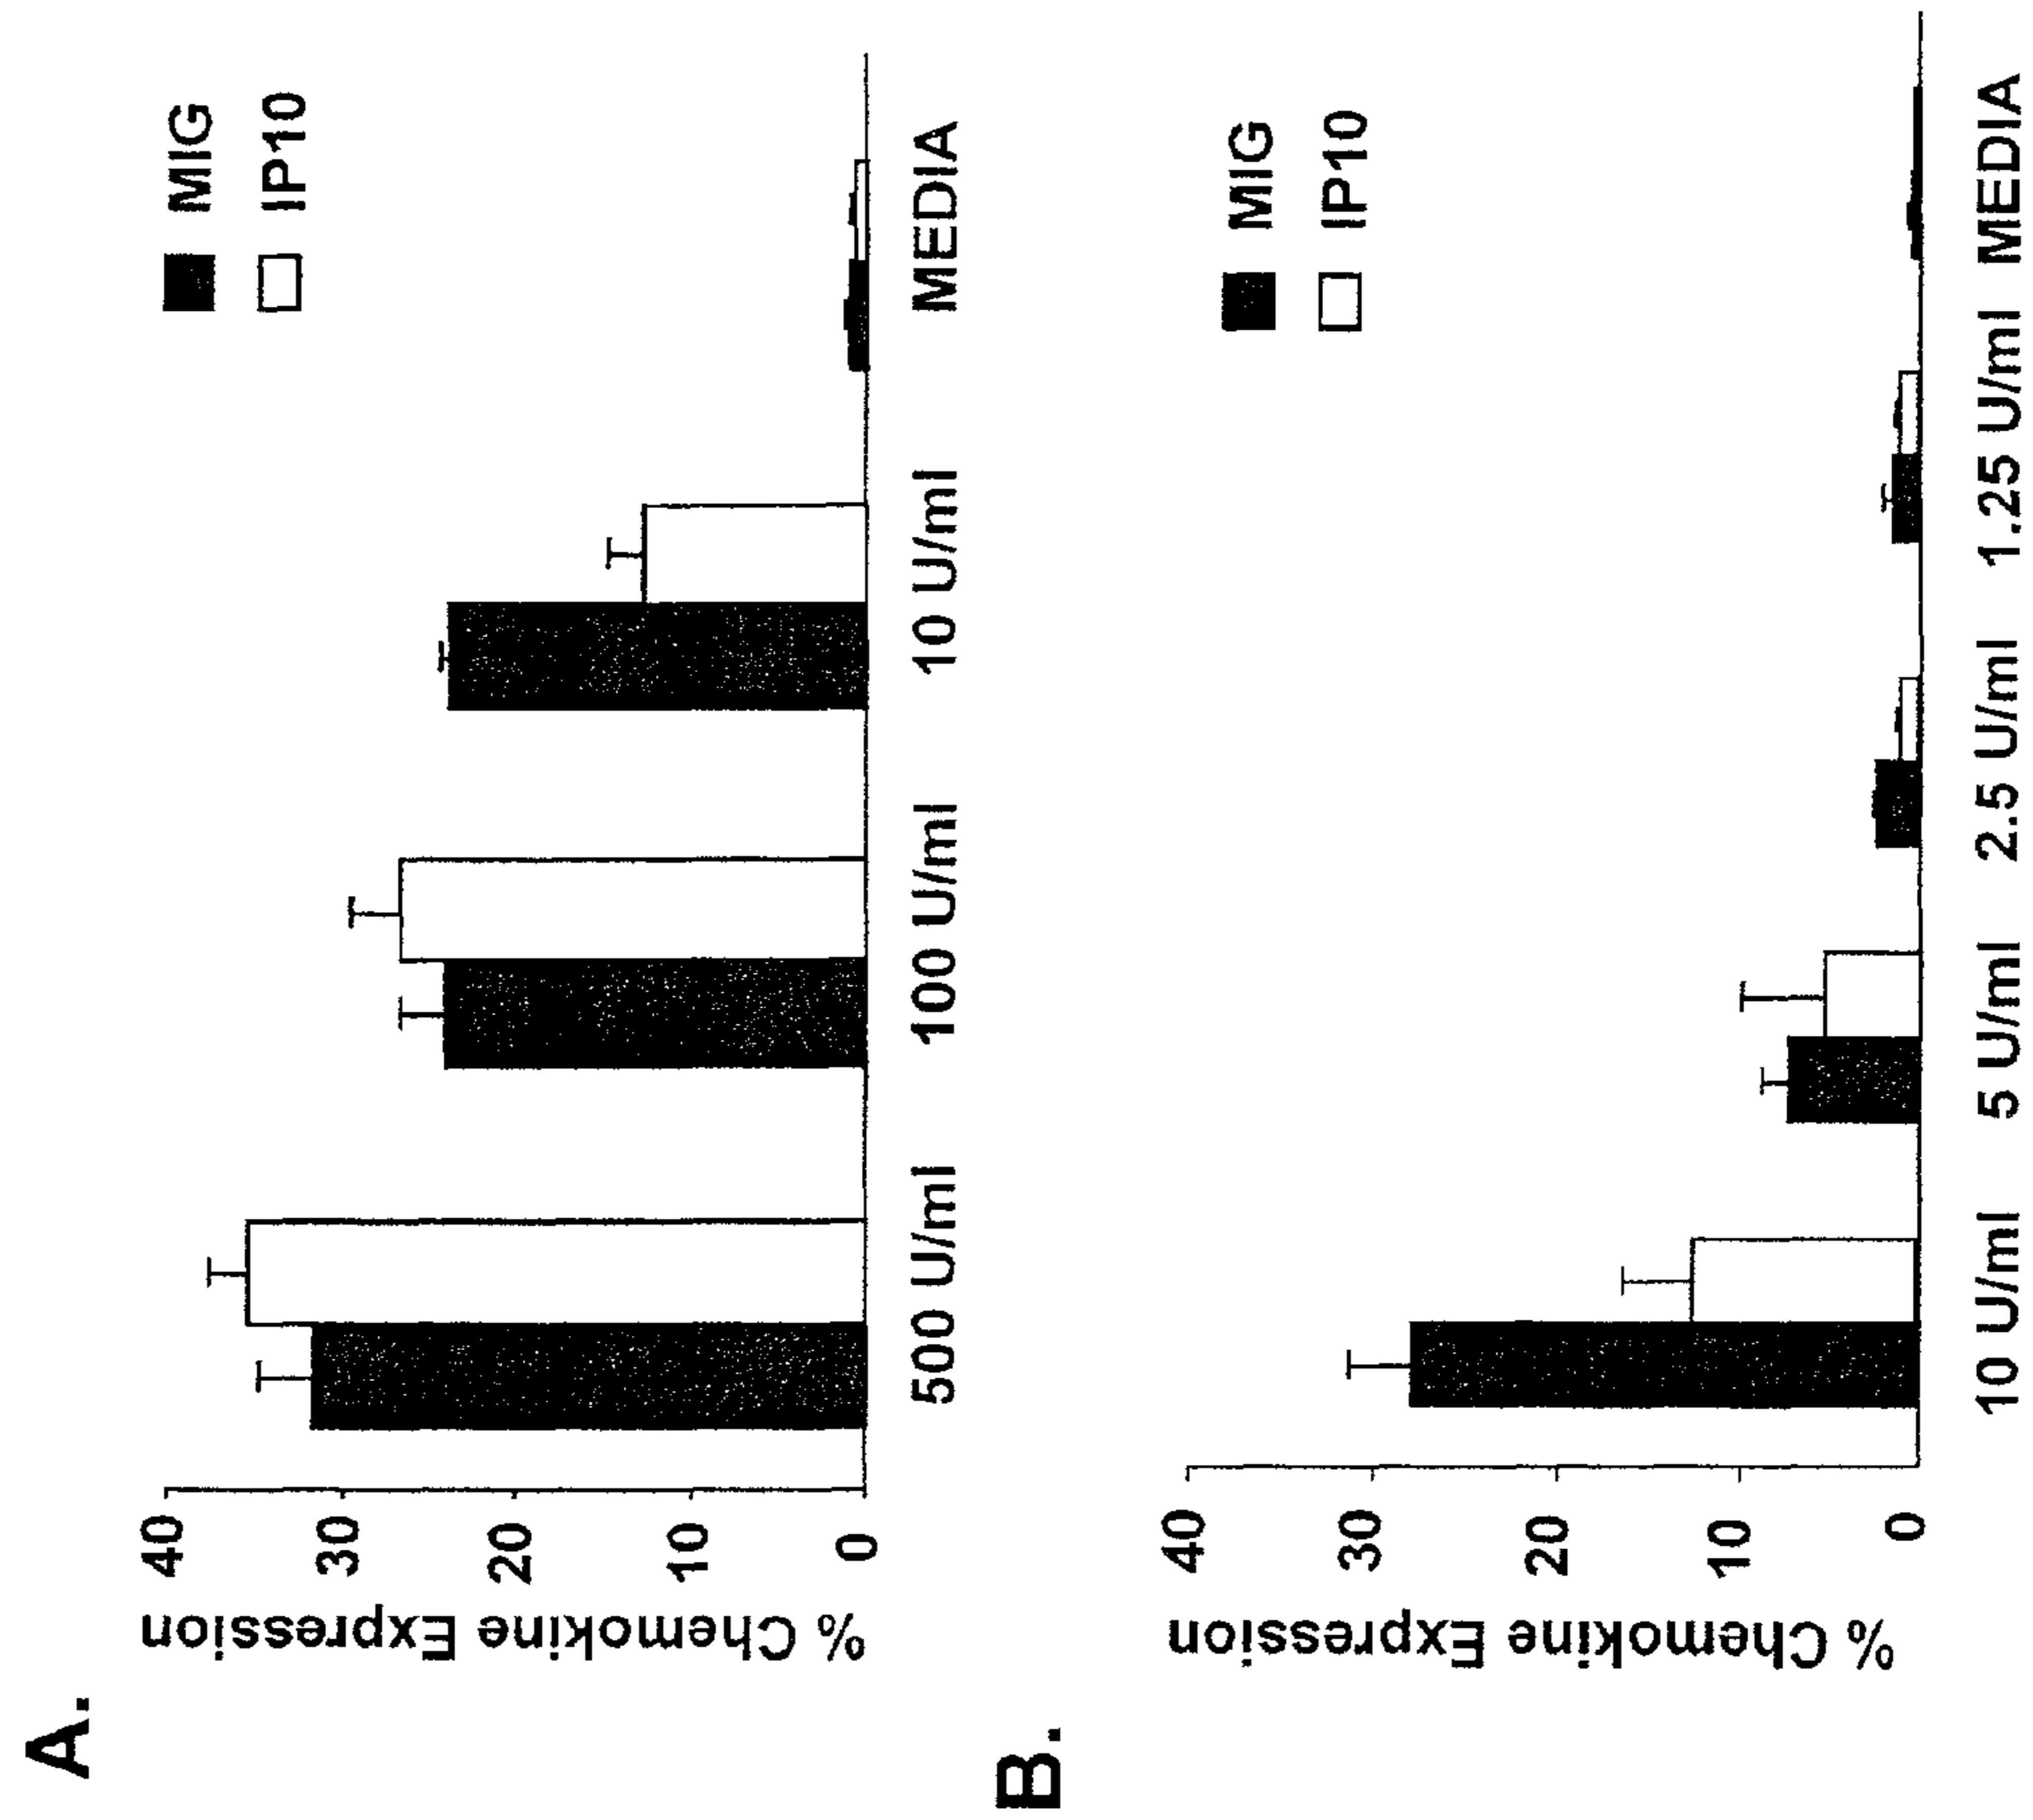 A.
% Chemokine Expression
40
30
20
10
0
MIG
IP10
500 U/ml 100 U/ml 10 U/ml MEDIA
B.
% Chemokine Expression
40
30
20
10
0
MIG
IP10
10 U/ml 5 U/ml 2.5 U/ml 1.25 U/ml MEDIA